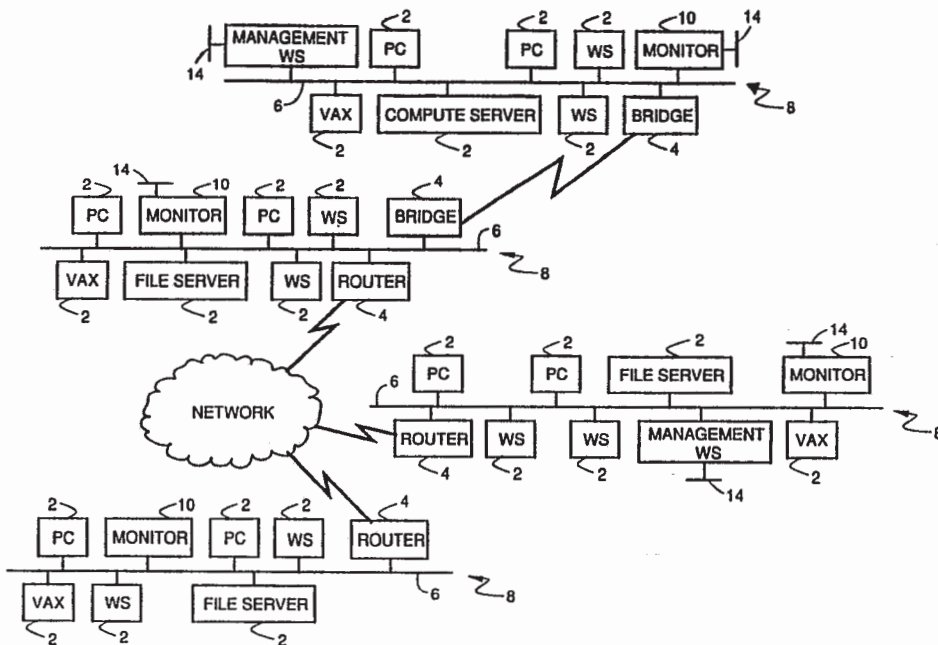 2 2 2 10
14 MANAGEMENT WS PC PC WS MONITOR 14
6 8
VAX COMPUTE SERVER WS BRIDGE
2 2 2 4
2 14 10 2 2 4
PC MONITOR PC WS BRIDGE
6 8
VAX FILE SERVER WS ROUTER
2 2 2 4
2 2 2 14 10
PC PC FILE SERVER MONITOR
NETWORK
6 8
ROUTER WS WS MANAGEMENT WS VAX
4 2 2 14 2
2 10 2 2 4
PC MONITOR PC WS ROUTER
6 8
VAX WS FILE SERVER
2 2 2